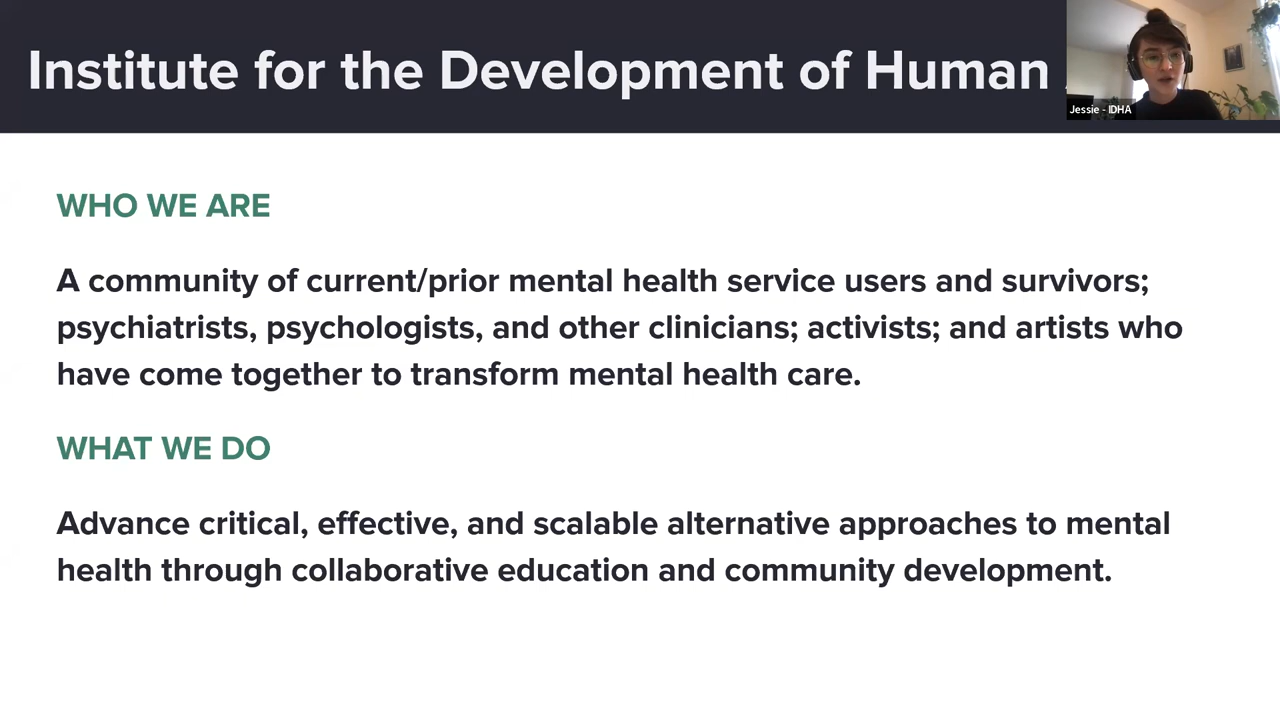 Institute for the Development of Human
Jessie - IDHA
WHO WE ARE
A community of current/prior mental health service users and survivors;
psychiatrists, psychologists, and other clinicians; activists; and artists who
have come together to transform mental health care.
WHAT WE DO
Advance critical, effective, and scalable alternative approaches to mental
health through collaborative education and community development.